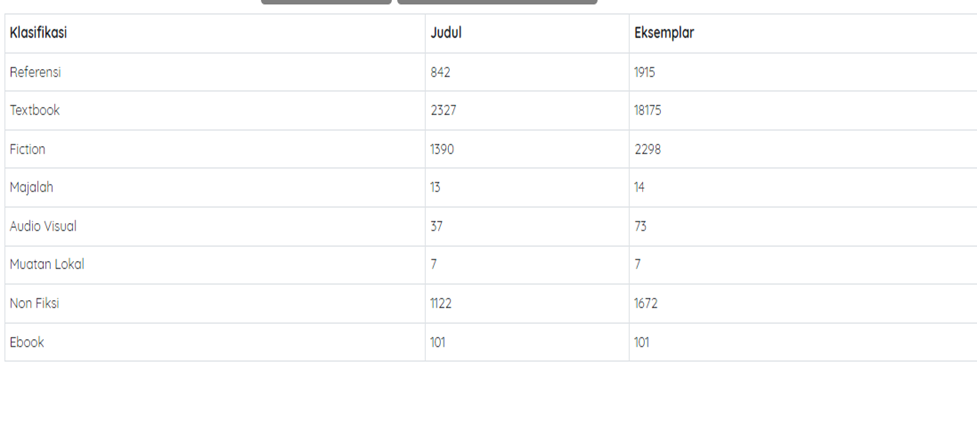 Klasifikasi Judul Eksemplar
Referensi 842 1915
Textbook 2327 18175
Fiction 1390 2298
Majalah 13 14
Audio Visual 37 73
Muatan Lokal 7 7
Non Fiksi 1122 1672
Ebook 101 101